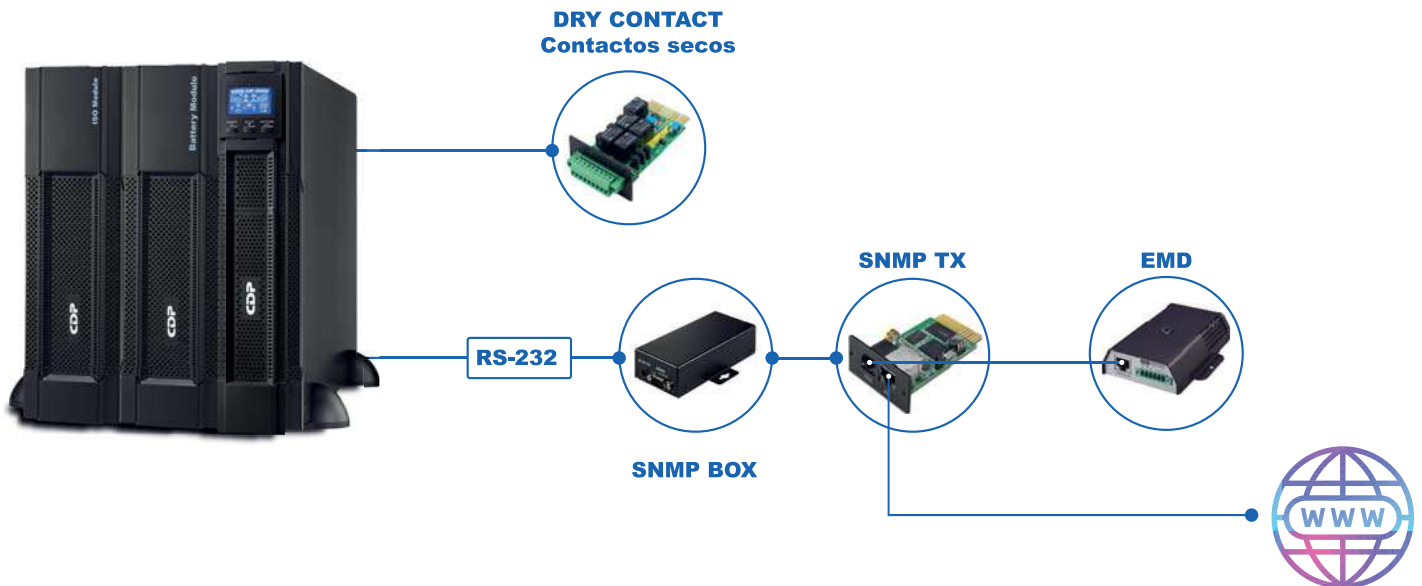 DRY CONTACT
Contactos secos
ISO Module
Battery Module
CDP
CDP
CDP
SNMP TX
EMD
RS-232
SNMP BOX
WWW